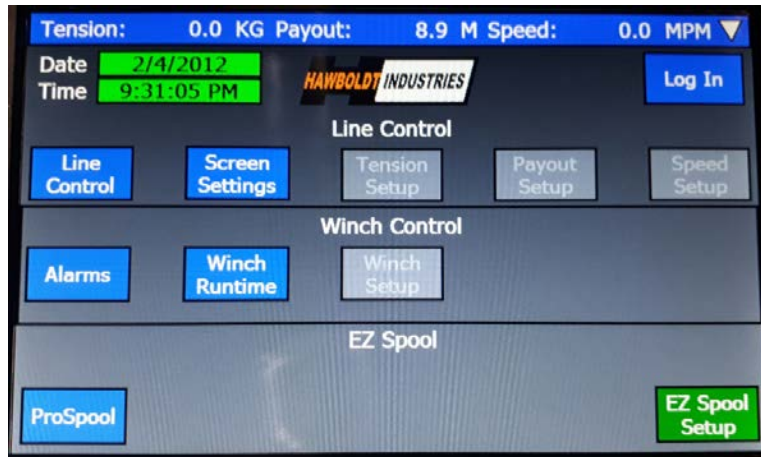 Tension: 0.0 KG Payout: 8.9 M Speed: 0.0 MPM
Date 2/4/2012
Time 9:31:05 PM
HAWBOLDT INDUSTRIES
Log In
Line Control
Line
Control
Screen
Settings
Tension
Setup
Payout
Setup
Speed
Setup
Winch Control
Alarms
Winch
Runtime
Winch
Setup
EZ Spool
ProSpool
EZ Spool
Setup